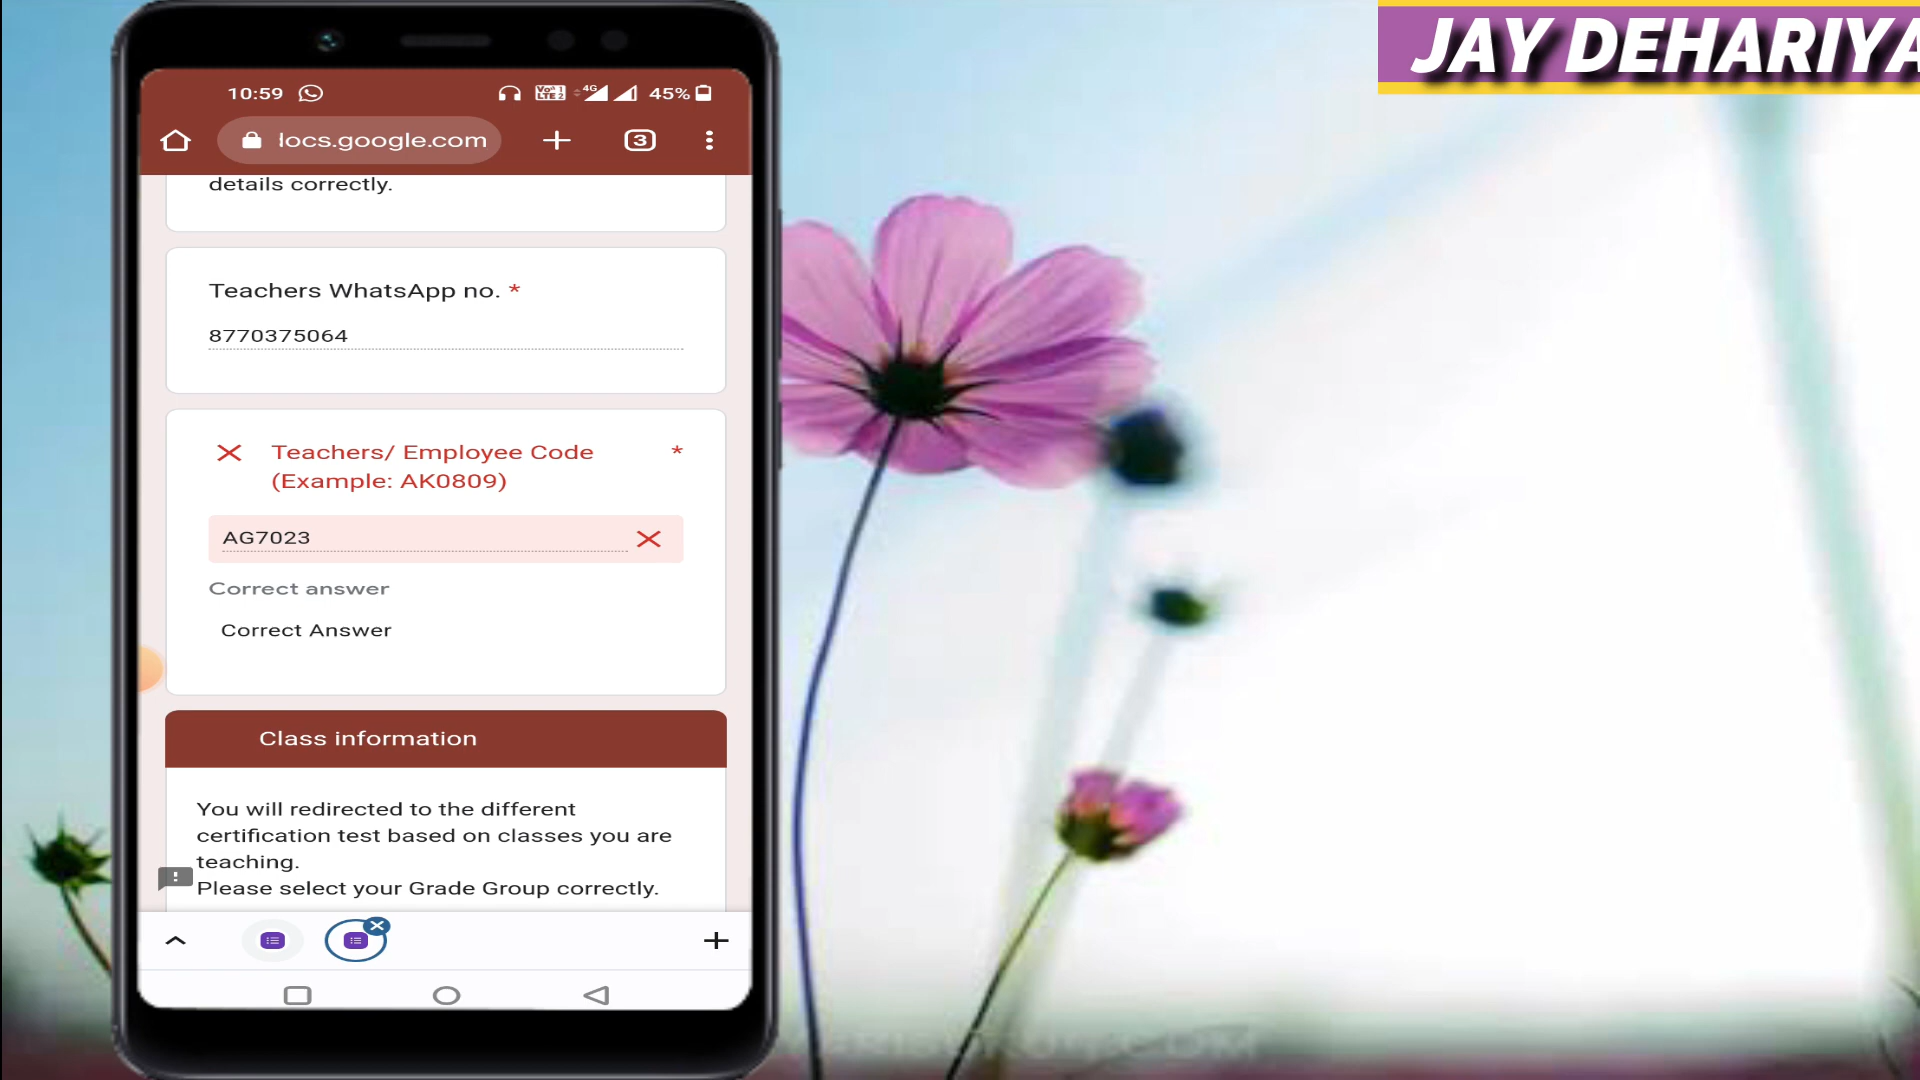 JAY DEHARIYA
10:59
4G
45%
locs.google.com
3
details correctly.
Teachers WhatsApp no. *
8770375064
Teachers/ Employee Code *
(Example: AK0809)
AG7023
Correct answer
Correct Answer
Class information
You will redirected to the different
certification test based on classes you are
teaching.
Please select your Grade Group correctly.